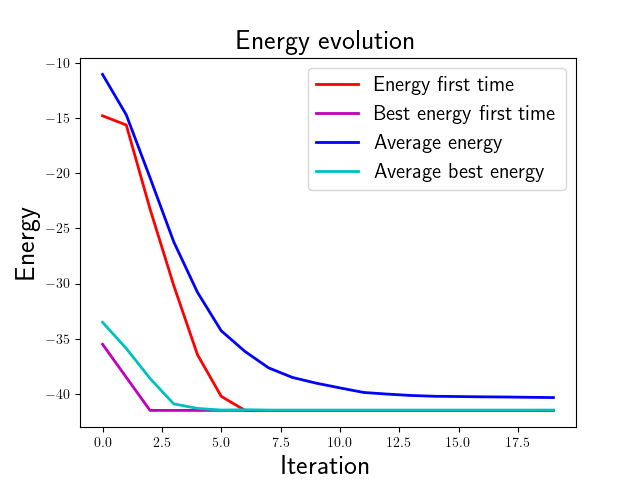 Energy evolution
Energy first time
Best energy first time
Average energy
Average best energy
−10
−15
−20
−25
−30
−35
−40
Energy
0.0 2.5 5.0 7.5 10.0 12.5 15.0 17.5
Iteration